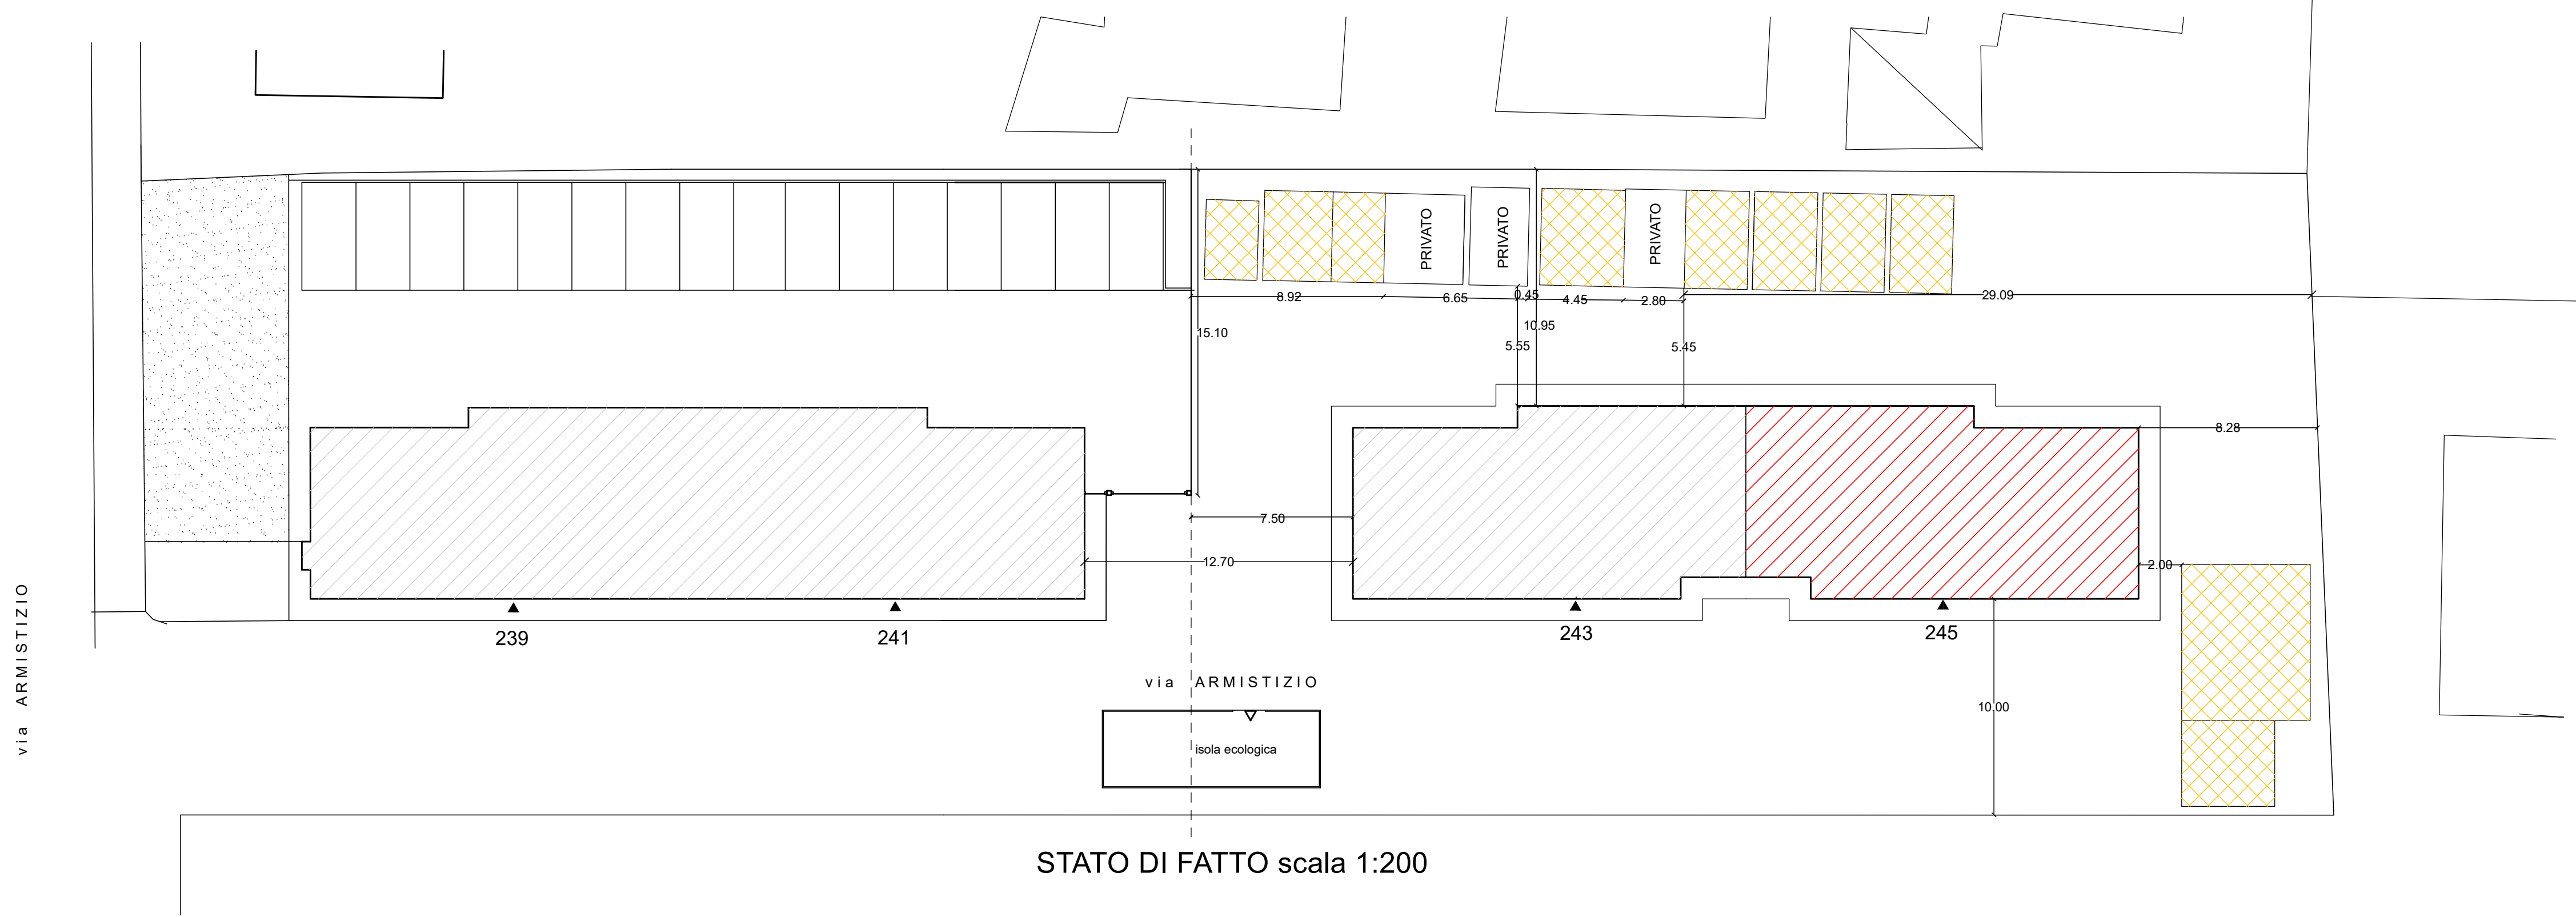 PRIVATO
PRIVATO
PRIVATO
8.92
6.65
0.45
4.45
2.80
29.09
15.10
10.95
5.55
5.45
8.28
7.50
12.70
2.00
239
241
243
245
via ARMISTIZIO
via ARMISTIZIO
10.00
isola ecologica
STATO DI FATTO scala 1:200